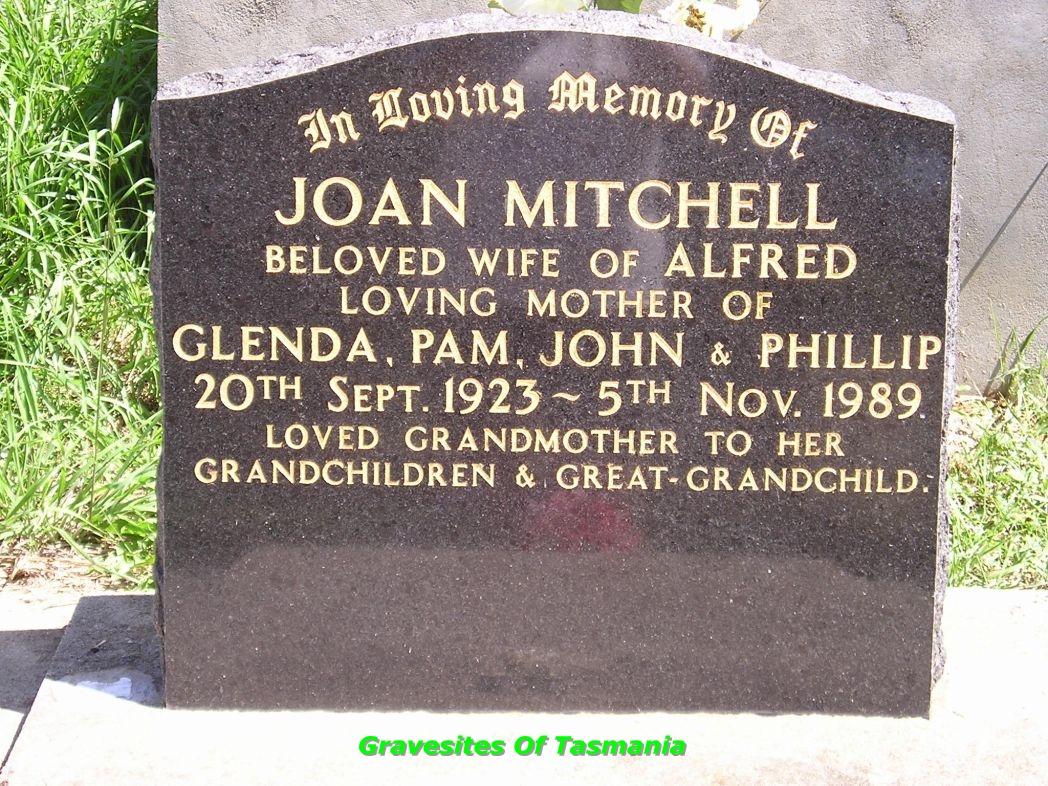 In Loving Memory Of
JOAN MITCHELL
BELOVED WIFE OF ALFRED
LOVING MOTHER OF
GLENDA, PAM, JOHN & PHILLIP
20TH SEPT. 1923 ~ 5TH NOV. 1989.
LOVED GRANDMOTHER TO HER
GRANDCHILDREN & GREAT-GRANDCHILD.
Gravesites Of Tasmania